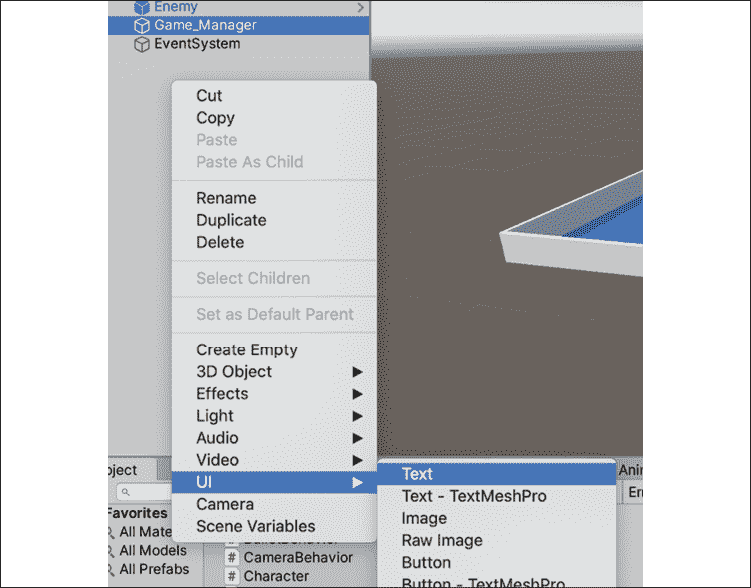 Enemy
Game_Manager
EventSystem
Cut
Copy
Paste
Paste As Child
Rename
Duplicate
Delete
Select Children
Set as Default Parent
Create Empty
3D Object
Effects
Light
Audio
Video
UI
Camera
Scene Variables
Text
Text - TextMeshPro
Image
Raw Image
Button
Button - TextMeshPro
oject
Favorites
All Mate
All Models
All Prefabs
CameraBehavior
Character
Ani
Er